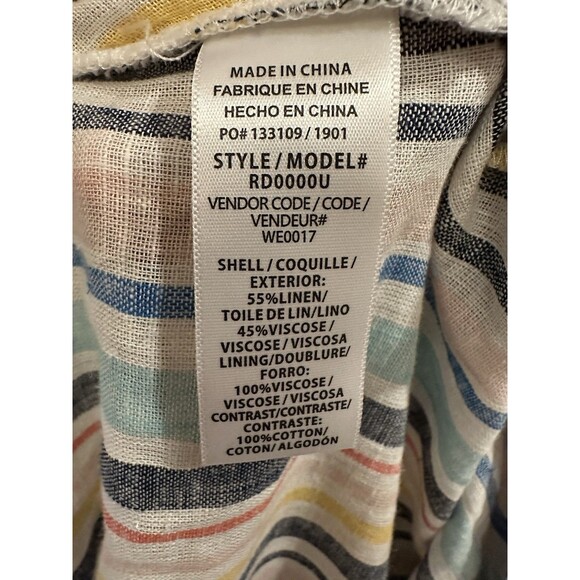 MADE IN CHINA
FABRIQUE EN CHINE
HECHO EN CHINA
PO# 133109 / 1901
STYLE / MODEL#
RD0000U
VENDOR CODE / CODE /
VENDEUR#
WE0017
SHELL / COQUILLE /
EXTERIOR:
55%LINEN/
TOILE DE LIN/LINO
45%VISCOSE /
VISCOSE / VISCOSA
LINING/DOUBLURE/
FORRO:
100%VISCOSE /
VISCOSE / VISCOSA
CONTRAST/CONTRASTE/
CONTRASTE:
100%COTTON/
COTON/ ALGODÓN